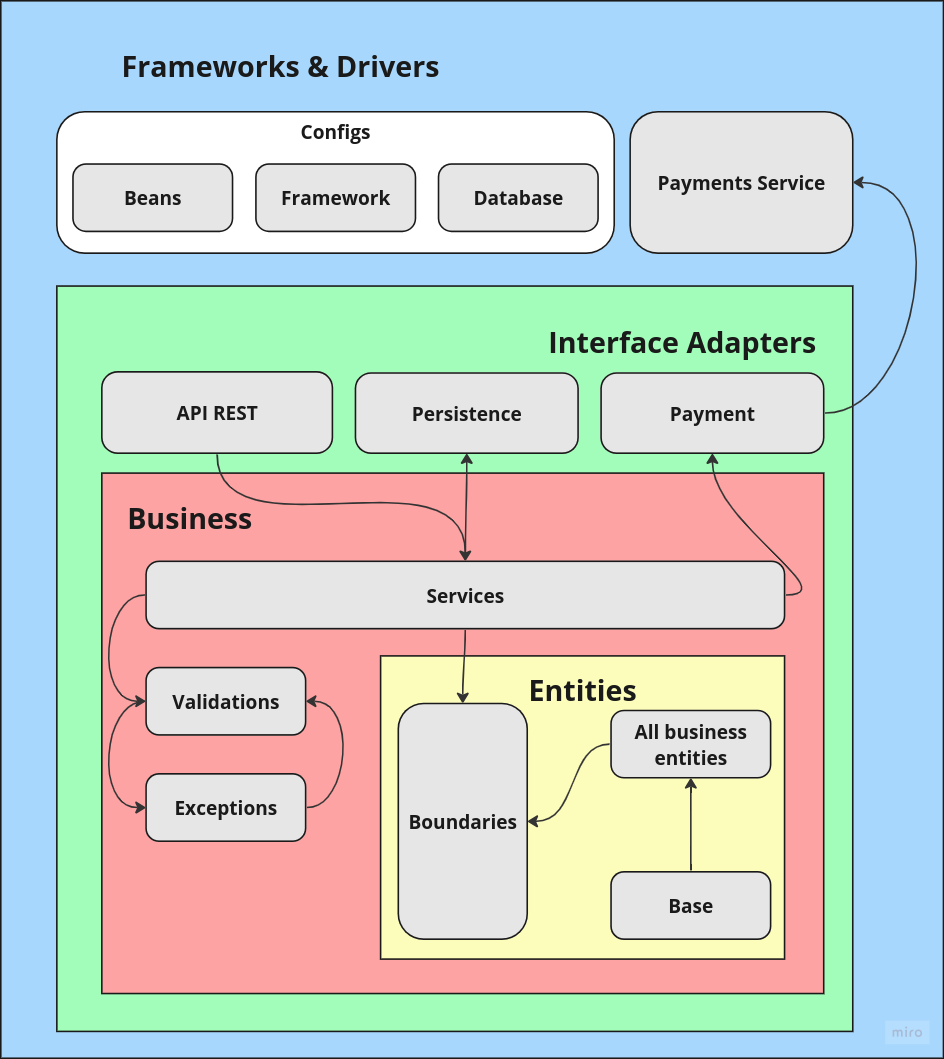 Frameworks & Drivers
Configs
Beans
Framework
Database
Payments Service
Interface Adapters
API REST
Persistence
Payment
Business
Services
Validations
Exceptions
Entities
Boundaries
All business
entities
Base
miro